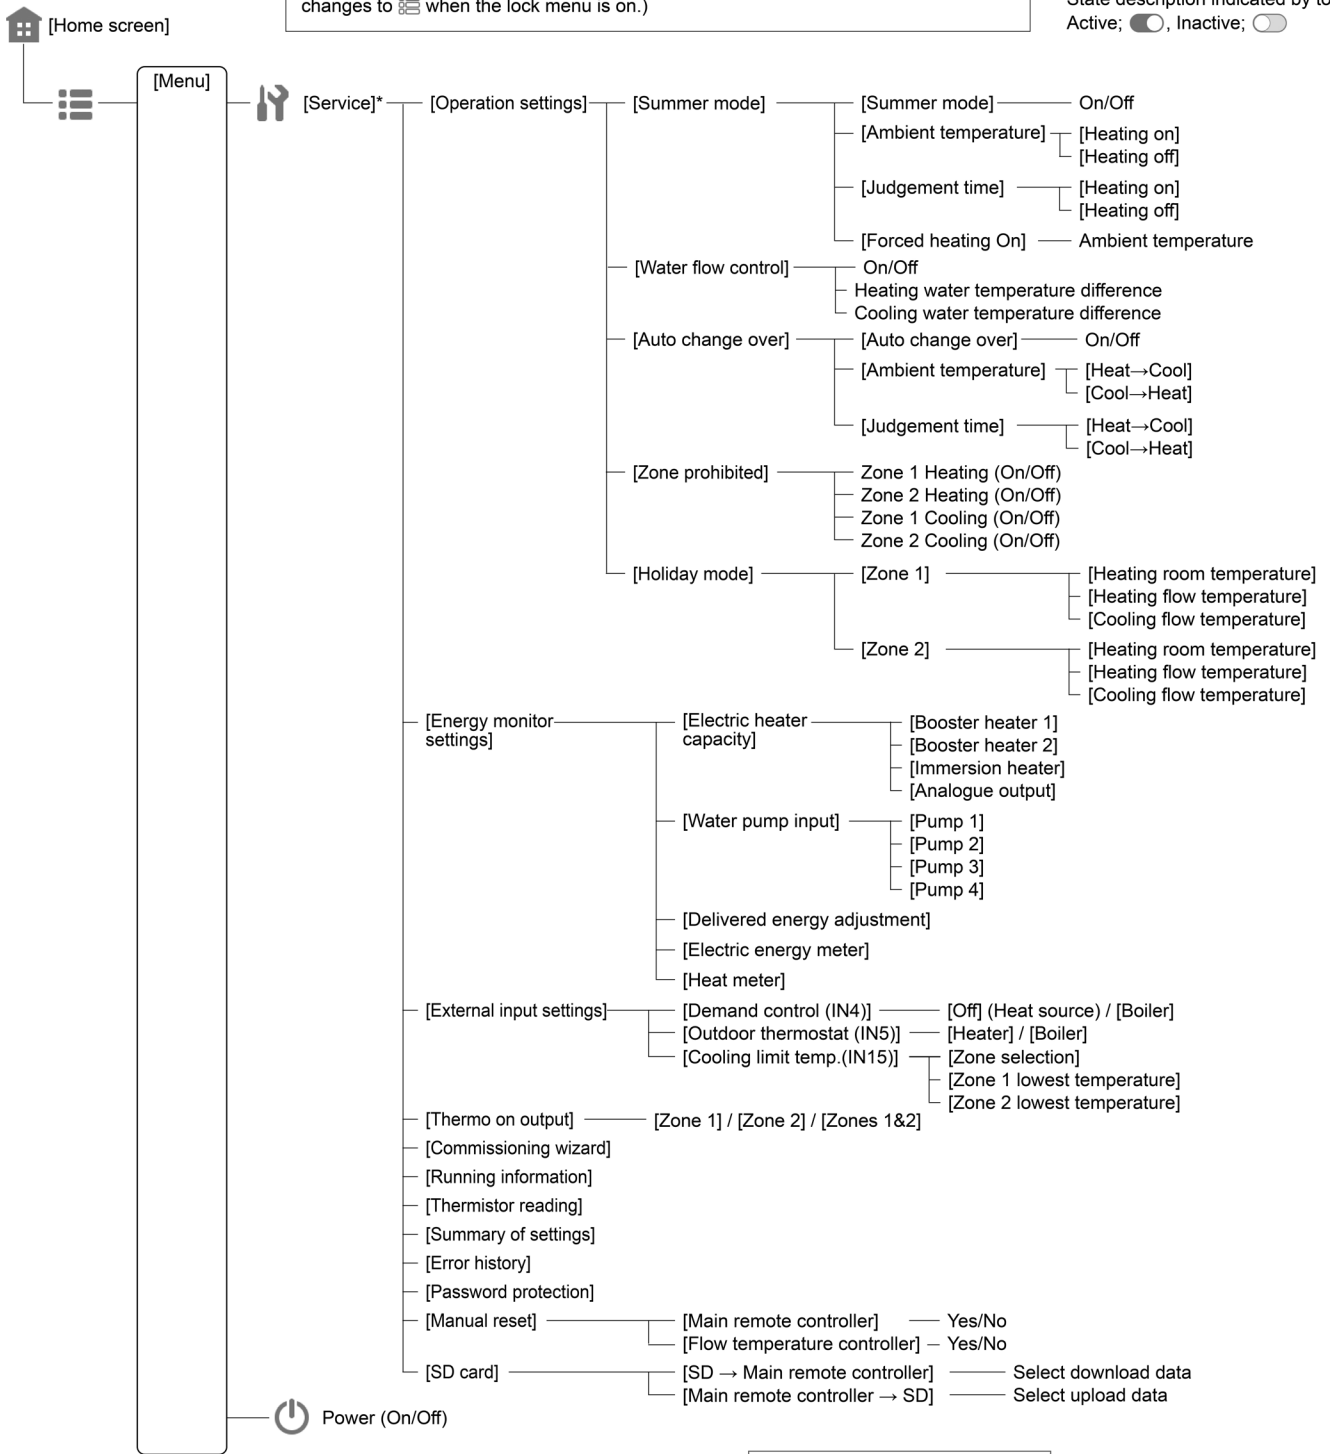 changes to when the lock menu is on.)
State description indicated by to
Active; , Inactive;
[Home screen]
[Menu]
[Service]*
[Operation settings]
[Summer mode]
[Summer mode] On/Off
[Ambient temperature] [Heating on]
[Heating off]
[Judgement time] [Heating on]
[Heating off]
[Forced heating On] Ambient temperature
[Water flow control] On/Off
Heating water temperature difference
Cooling water temperature difference
[Auto change over] [Auto change over] On/Off
[Ambient temperature] [Heat→Cool]
[Cool→Heat]
[Judgement time] [Heat→Cool]
[Cool→Heat]
[Zone prohibited] Zone 1 Heating (On/Off)
Zone 2 Heating (On/Off)
Zone 1 Cooling (On/Off)
Zone 2 Cooling (On/Off)
[Holiday mode] [Zone 1] [Heating room temperature]
[Heating flow temperature]
[Cooling flow temperature]
[Zone 2] [Heating room temperature]
[Heating flow temperature]
[Cooling flow temperature]
[Energy monitor
settings]
[Electric heater
capacity]
[Booster heater 1]
[Booster heater 2]
[Immersion heater]
[Analogue output]
[Water pump input] [Pump 1]
[Pump 2]
[Pump 3]
[Pump 4]
[Delivered energy adjustment]
[Electric energy meter]
[Heat meter]
[External input settings] [Demand control (IN4)] [Off] (Heat source) / [Boiler]
[Outdoor thermostat (IN5)] [Heater] / [Boiler]
[Cooling limit temp.(IN15)] [Zone selection]
[Zone 1 lowest temperature]
[Zone 2 lowest temperature]
[Thermo on output] [Zone 1] / [Zone 2] / [Zones 1&2]
[Commissioning wizard]
[Running information]
[Thermistor reading]
[Summary of settings]
[Error history]
[Password protection]
[Manual reset] [Main remote controller] Yes/No
[Flow temperature controller] Yes/No
[SD card] [SD → Main remote controller] Select download data
[Main remote controller → SD] Select upload data
Power (On/Off)